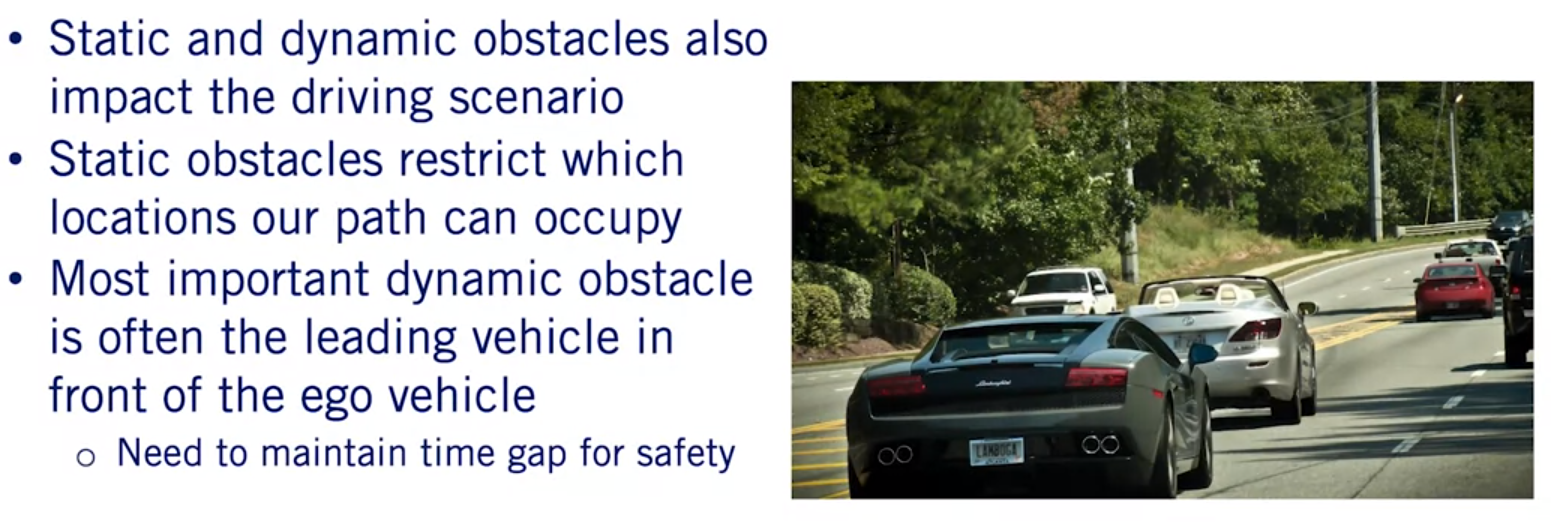 • Static and dynamic obstacles also
impact the driving scenario
• Static obstacles restrict which
locations our path can occupy
• Most important dynamic obstacle
is often the leading vehicle in
front of the ego vehicle
o Need to maintain time gap for safety
Lamborghini
LAMBOGA